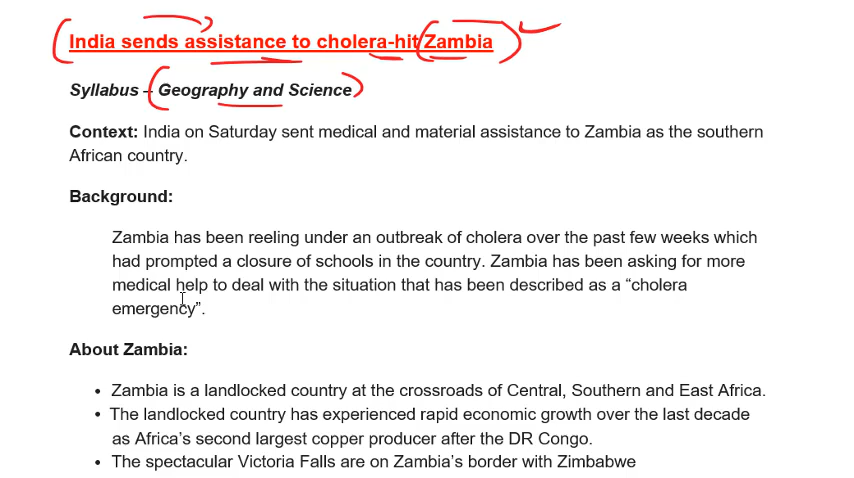 India sends assistance to cholera-hit Zambia
Syllabus – Geography and Science
Context: India on Saturday sent medical and material assistance to Zambia as the southern
African country.
Background:
Zambia has been reeling under an outbreak of cholera over the past few weeks which
had prompted a closure of schools in the country. Zambia has been asking for more
medical help to deal with the situation that has been described as a “cholera
emergency”.
About Zambia:
• Zambia is a landlocked country at the crossroads of Central, Southern and East Africa.
• The landlocked country has experienced rapid economic growth over the last decade
as Africa’s second largest copper producer after the DR Congo.
• The spectacular Victoria Falls are on Zambia’s border with Zimbabwe